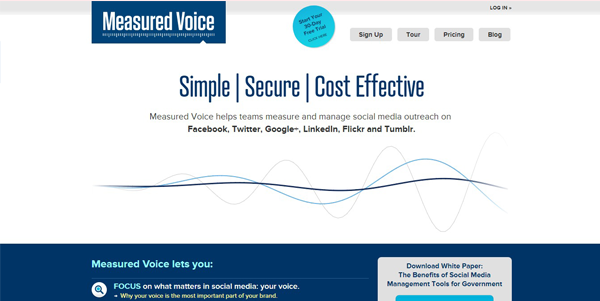 LOG IN »
Measured Voice
Start Your
30-Day
Free Trial
CLICK HERE
Sign Up
Tour
Pricing
Blog
Simple | Secure | Cost Effective
Measured Voice helps teams measure and manage social media outreach on
Facebook, Twitter, Google+, LinkedIn, Flickr and Tumblr.
Measured Voice lets you:
FOCUS on what matters in social media: your voice.
Why your voice is the most important part of your brand.
Download White Paper:
The Benefits of Social Media
Management Tools for Government